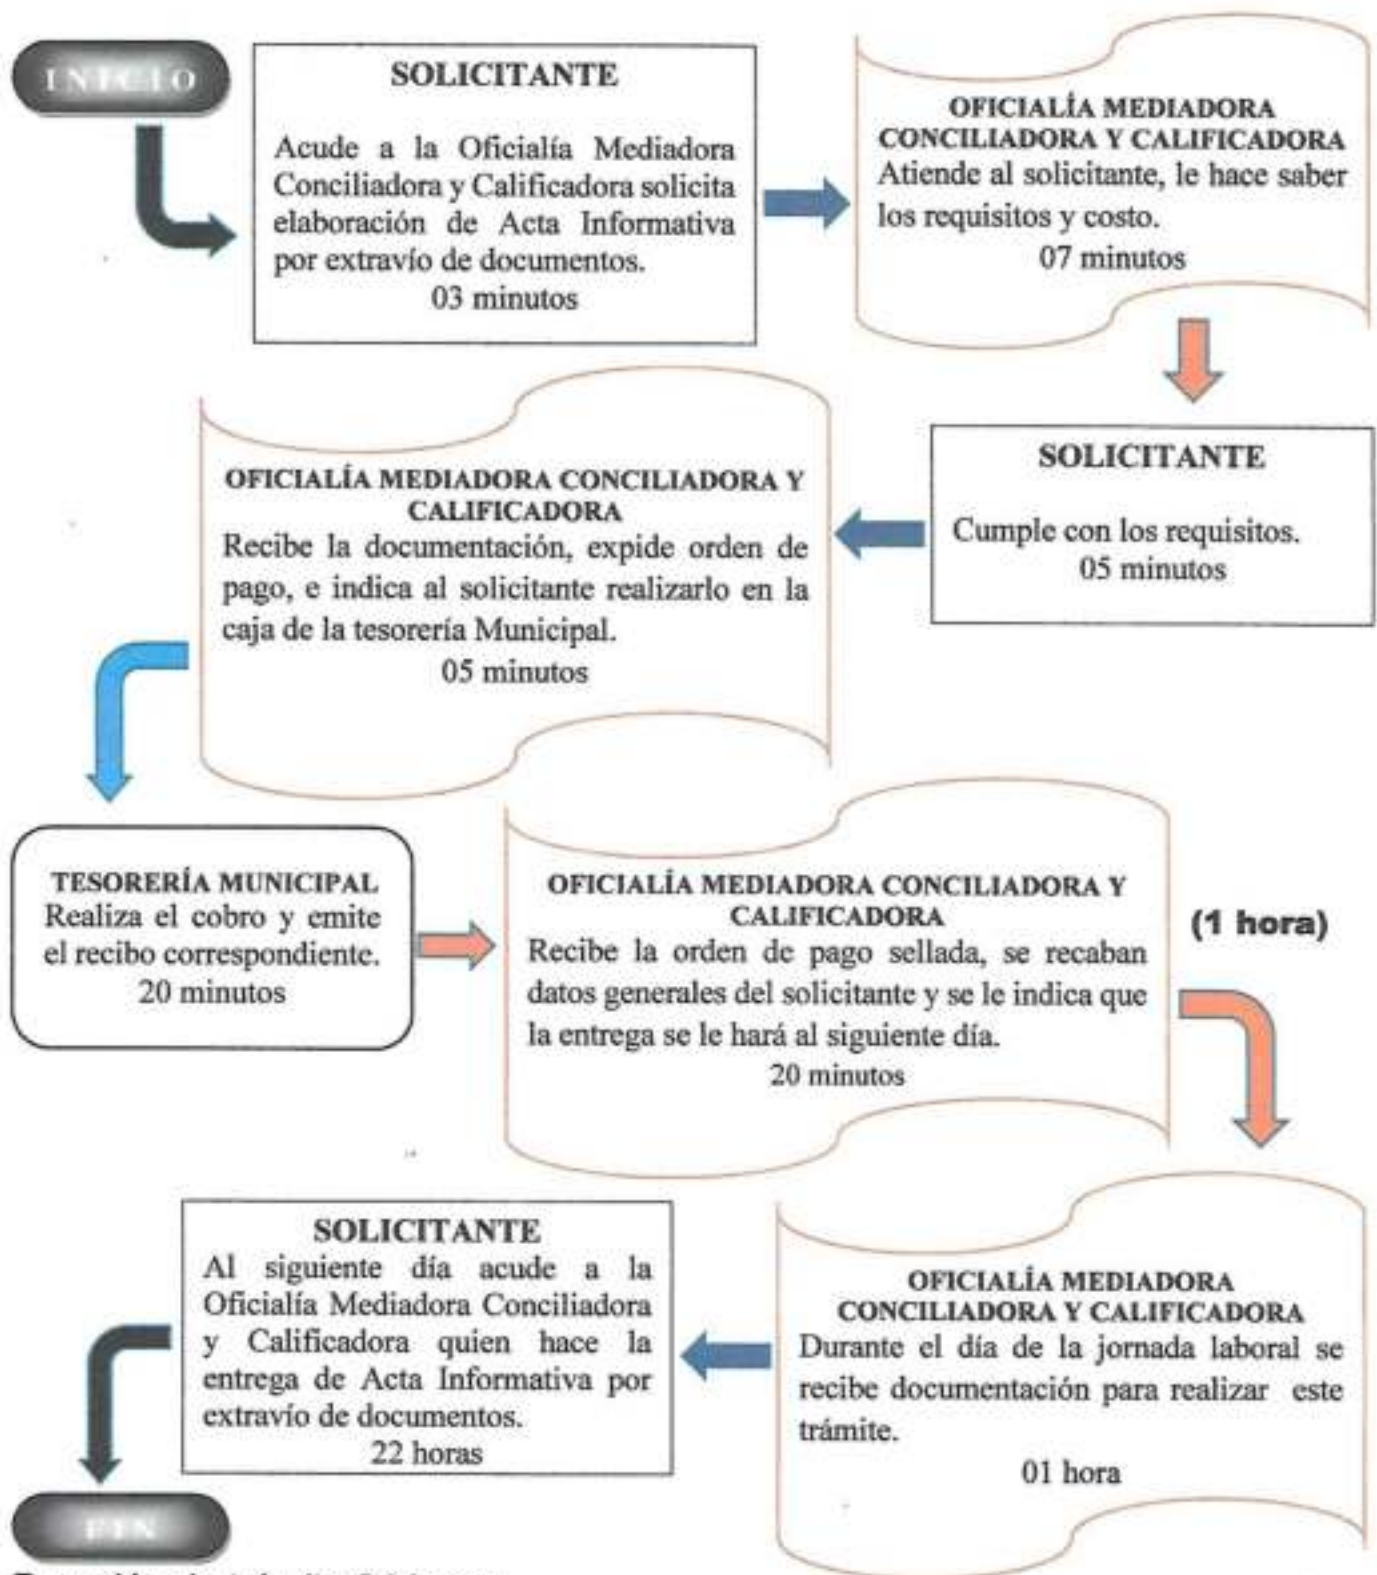 INICIO
SOLICITANTE
Acude a la Oficialía Mediadora
Conciliadora y Calificadora solicita
elaboración de Acta Informativa
por extravío de documentos.
03 minutos
OFICIALÍA MEDIADORA
CONCILIADORA Y CALIFICADORA
Atiende al solicitante, le hace saber
los requisitos y costo.
07 minutos
SOLICITANTE
Cumple con los requisitos.
05 minutos
OFICIALÍA MEDIADORA CONCILIADORA Y
CALIFICADORA
Recibe la documentación, expide orden de
pago, e indica al solicitante realizarlo en la
caja de la tesorería Municipal.
05 minutos
TESORERÍA MUNICIPAL
Realiza el cobro y emite
el recibo correspondiente.
20 minutos
OFICIALÍA MEDIADORA CONCILIADORA Y
CALIFICADORA
Recibe la orden de pago sellada, se recaban
datos generales del solicitante y se le indica que
la entrega se le hará al siguiente día.
20 minutos
(1 hora)
OFICIALÍA MEDIADORA
CONCILIADORA Y CALIFICADORA
Durante el día de la jornada laboral se
recibe documentación para realizar este
trámite.
01 hora
SOLICITANTE
Al siguiente día acude a la
Oficialía Mediadora Conciliadora
y Calificadora quien hace la
entrega de Acta Informativa por
extravío de documentos.
22 horas
FIN